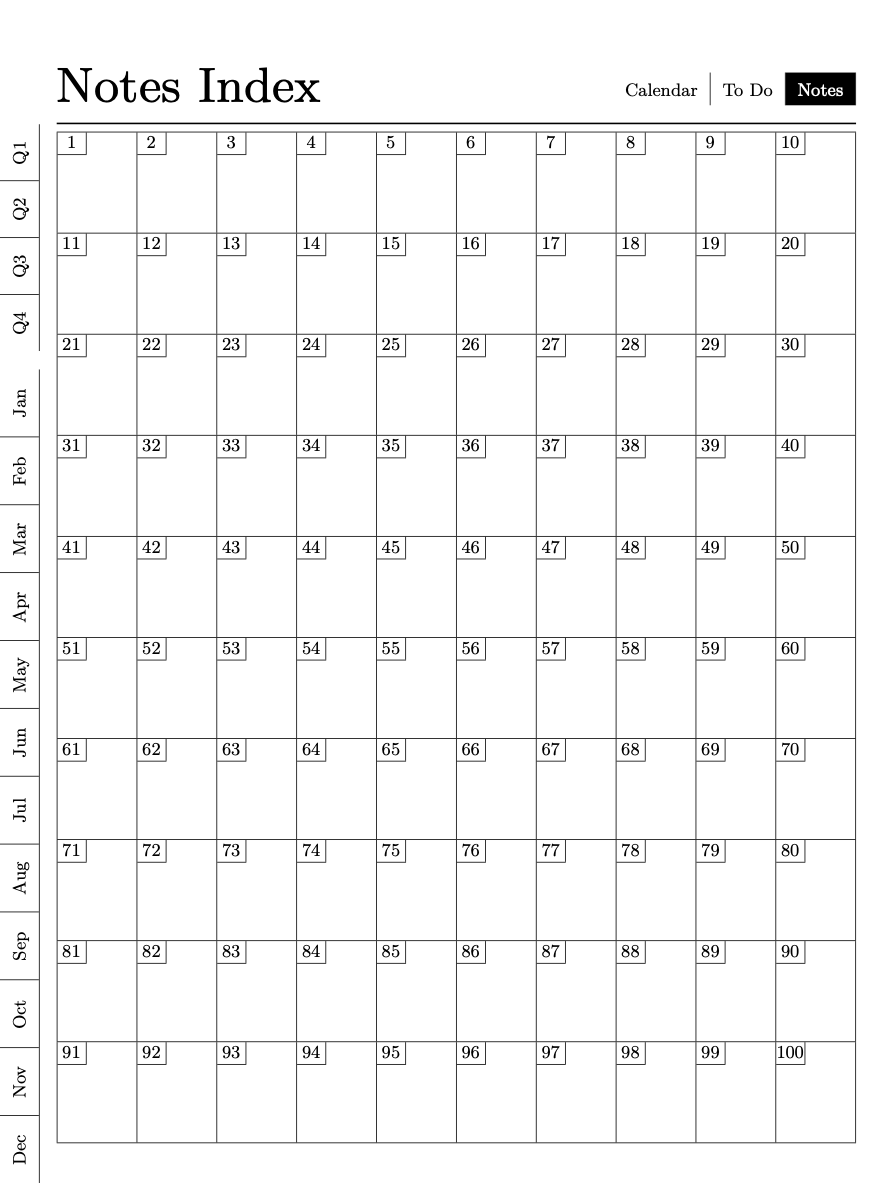 Notes Index
Calendar To Do Notes
Q1
Q2
Q3
Q4
Jan
Feb
Mar
Apr
May
Jun
Jul
Aug
Sep
Oct
Nov
Dec
1 2 3 4 5 6 7 8 9 10
11 12 13 14 15 16 17 18 19 20
21 22 23 24 25 26 27 28 29 30
31 32 33 34 35 36 37 38 39 40
41 42 43 44 45 46 47 48 49 50
51 52 53 54 55 56 57 58 59 60
61 62 63 64 65 66 67 68 69 70
71 72 73 74 75 76 77 78 79 80
81 82 83 84 85 86 87 88 89 90
91 92 93 94 95 96 97 98 99 100